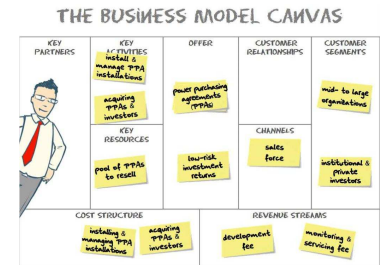 THE BUSINESS MODEL CANVAS
KEY
PARTNERS
KEY
ACTIVITIES
install &
manage PPA
installations
acquiring
PPAs &
investors
KEY
RESOURCES
pool of PPAs
to resell
OFFER
power purchasing
agreements
(PPAs)
low-risk
investment
returns
CUSTOMER
RELATIONSHIPS
CHANNELS
sales
force
CUSTOMER
SEGMENTS
mid- to large
organizations
institutional &
private
investors
COST STRUCTURE
installing &
managing PPA
installations
acquiring
PPAs &
investors
REVENUE STREAMS
development
fee
monitoring &
servicing fee